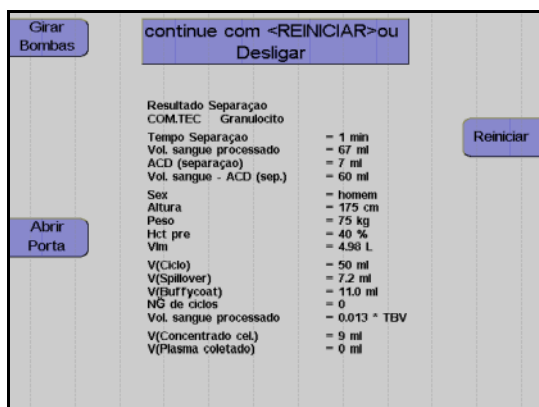 Girar
Bombas
continue com <REINICIAR>ou
Desligar
Resultado Separaçao
COM.TEC Granulocito
Tempo Separaçao = 1 min
Vol. sangue processado = 67 ml
ACD (separaçao) = 7 ml
Vol. sangue - ACD (sep.) = 60 ml
Reiniciar
Sex = homem
Altura = 175 cm
Peso = 75 kg
Hct pre = 40 %
Vlm = 4.98 L
Abrir
Porta
V(Ciclo) = 50 ml
V(Spillover) = 7.2 ml
V(Buffycoat) = 11.0 ml
NĞ de ciclos = 0
Vol. sangue processado = 0.013 * TBV
V(Concentrado cel.) = 9 ml
V(Plasma coletado) = 0 ml